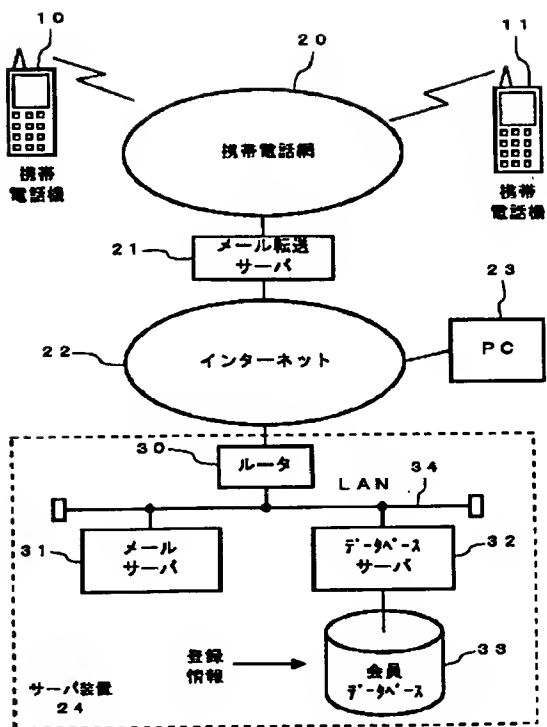 10
11
20
携帯電話網
携帯
電話機
携帯
電話機
21
メール転送
サーバ
23
PC
22
インターネット
30
ルータ
LAN
34
31
メール
サーバ
データベース
サーバ
32
登録
情報
会員
データベース
33
サーバ装置
24